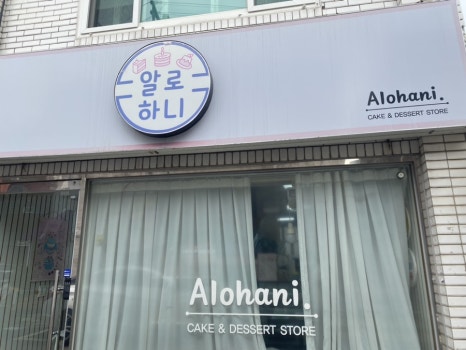 알로
하니
Alohani.
CAKE & DESSERT STORE
Alohani.
CAKE & DESSERT STORE